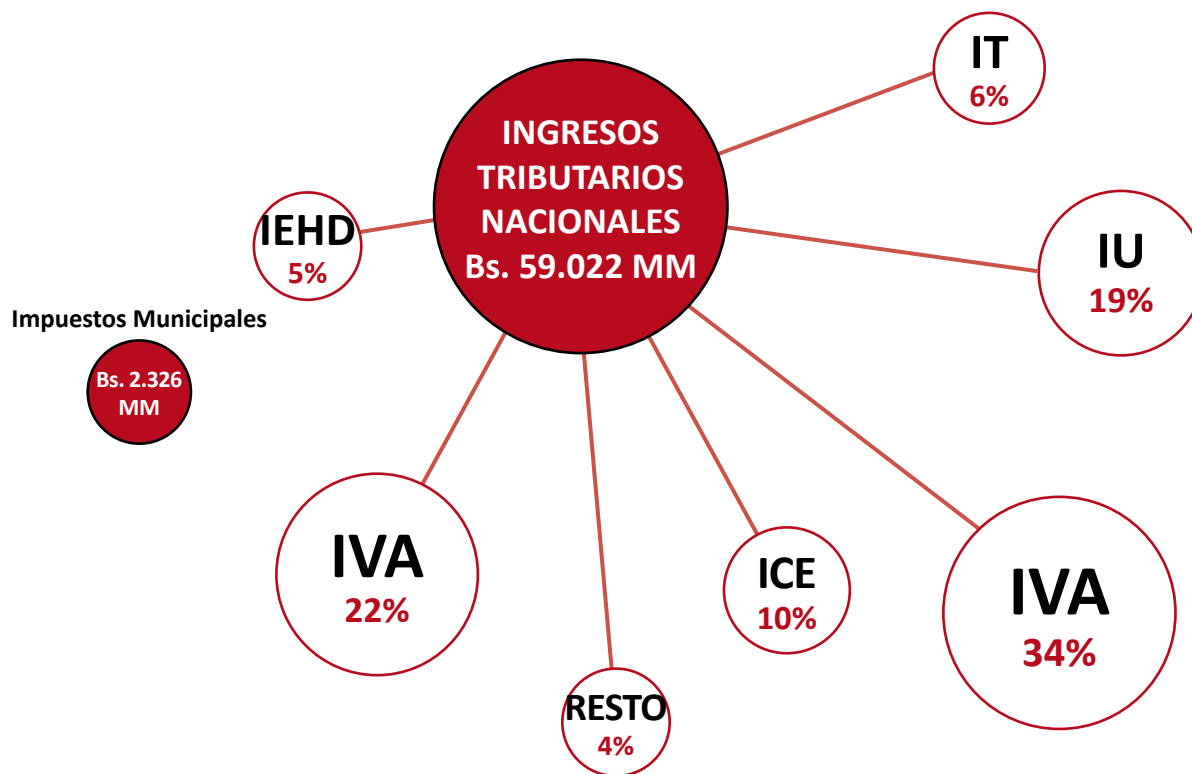 IT
6%
INGRESOS
TRIBUTARIOS
NACIONALES
Bs. 59.022 MM
IEHD
5%
IU
19%
Impuestos Municipales
Bs. 2.326
MM
IVA
22%
ICE
10%
IVA
34%
RESTO
4%